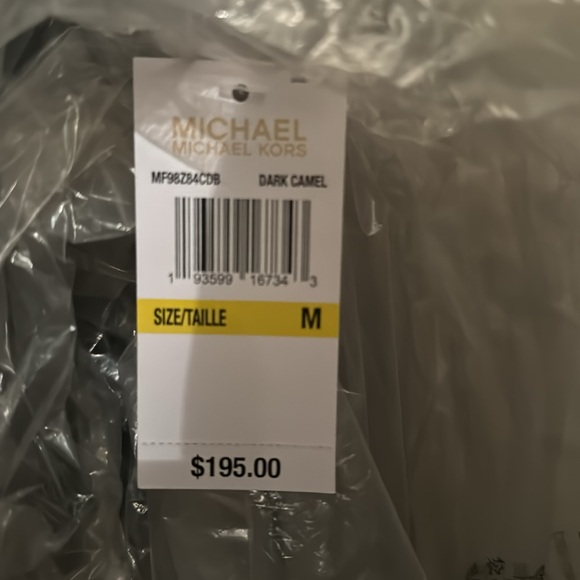 MICHAEL
MICHAEL KORS
MF98Z84CDB DARK CAMEL
1 93599 16734 3
SIZE/TAILLE M
$195.00